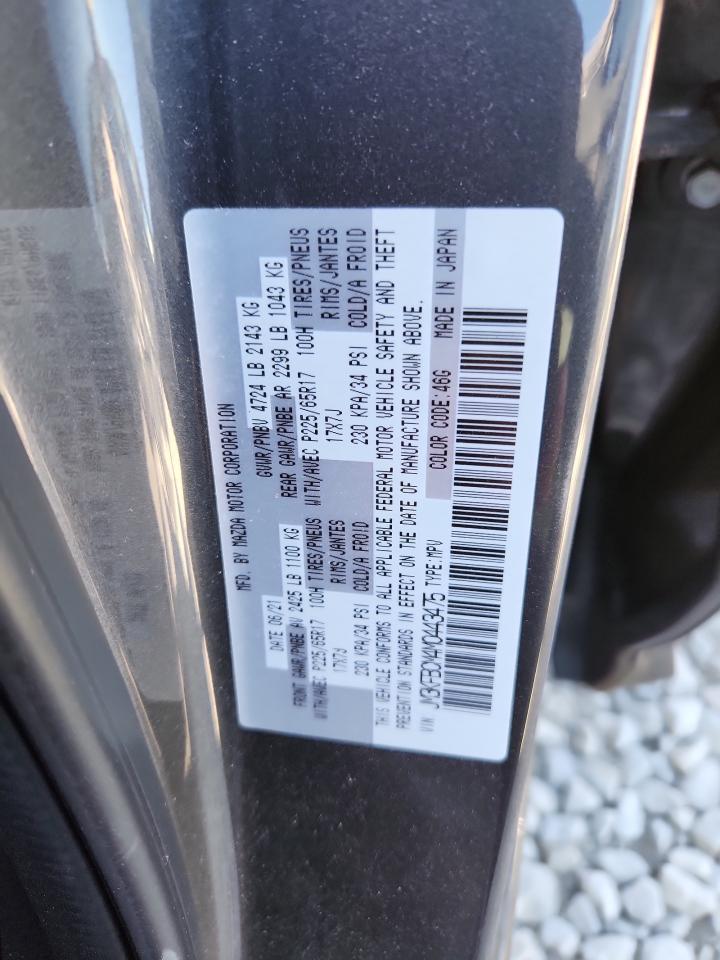 MFD. BY MAZDA MOTOR CORPORATION
DATE 06/21 GVWR/PNBV 4724 LB 2143 KG
FRONT GAWR/PNBE AV 2425 LB 1100 KG REAR GAWR/PNBE AR 2299 LB 1043 KG
WITH/AVEC P225/65R17 100H TIRES/PNEUS WITH/AVEC P225/65R17 100H TIRES/PNEUS
17X7J RIMS/JANTES 17X7J RIMS/JANTES
230 KPA/34 PSI COLD/A FROID 230 KPA/34 PSI COLD/A FROID
THIS VEHICLE CONFORMS TO ALL APPLICABLE FEDERAL MOTOR VEHICLE SAFETY AND THEFT
PREVENTION STANDARDS IN EFFECT ON THE DATE OF MANUFACTURE SHOWN ABOVE.
VIN JM3KFBCM4M0443475 TYPE:MPV COLOR CODE:46G MADE IN JAPAN